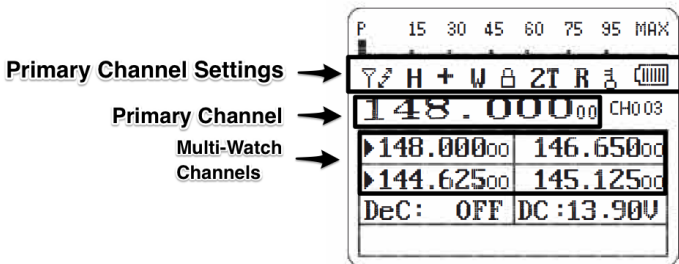 P 15 30 45 60 75 95 MAX
Primary Channel Settings
H + W 2T R
Primary Channel
148.00000 CH003
Multi-Watch
Channels
148.00000 146.65000
144.62500 145.12500
DeC: OFF DC:13.90V